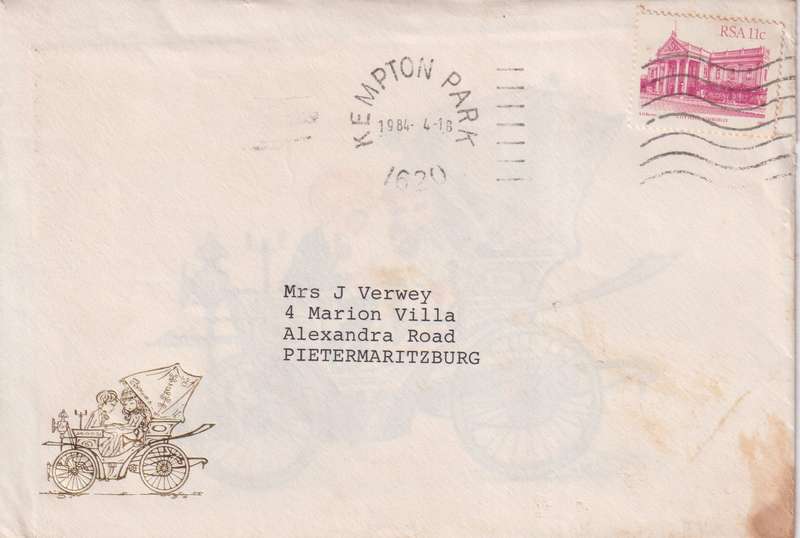 RSA 11c
KEMPTON PARK
1984- 4-18
1620
Mrs J Verwey
4 Marion Villa
Alexandra Road
PIETERMARITZBURG